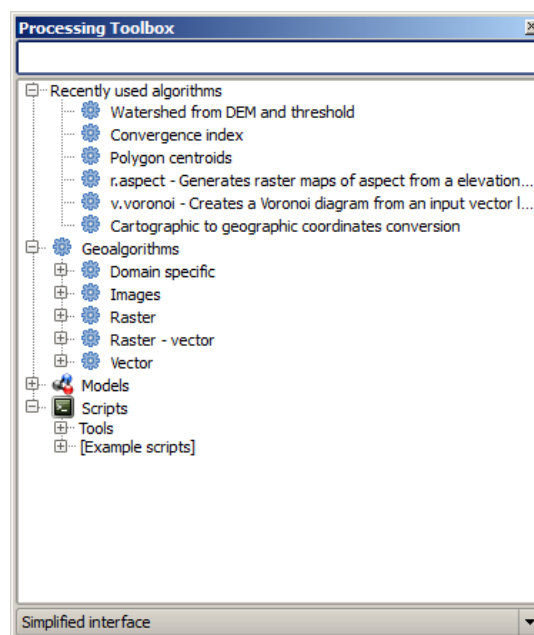 Processing Toolbox
Recently used algorithms
Watershed from DEM and threshold
Convergence index
Polygon centroids
r.aspect - Generates raster maps of aspect from a elevation...
v.voronoi - Creates a Voronoi diagram from an input vector l...
Cartographic to geographic coordinates conversion
Geoalgorithms
Domain specific
Images
Raster
Raster - vector
Vector
Models
Scripts
Tools
[Example scripts]
Simplified interface